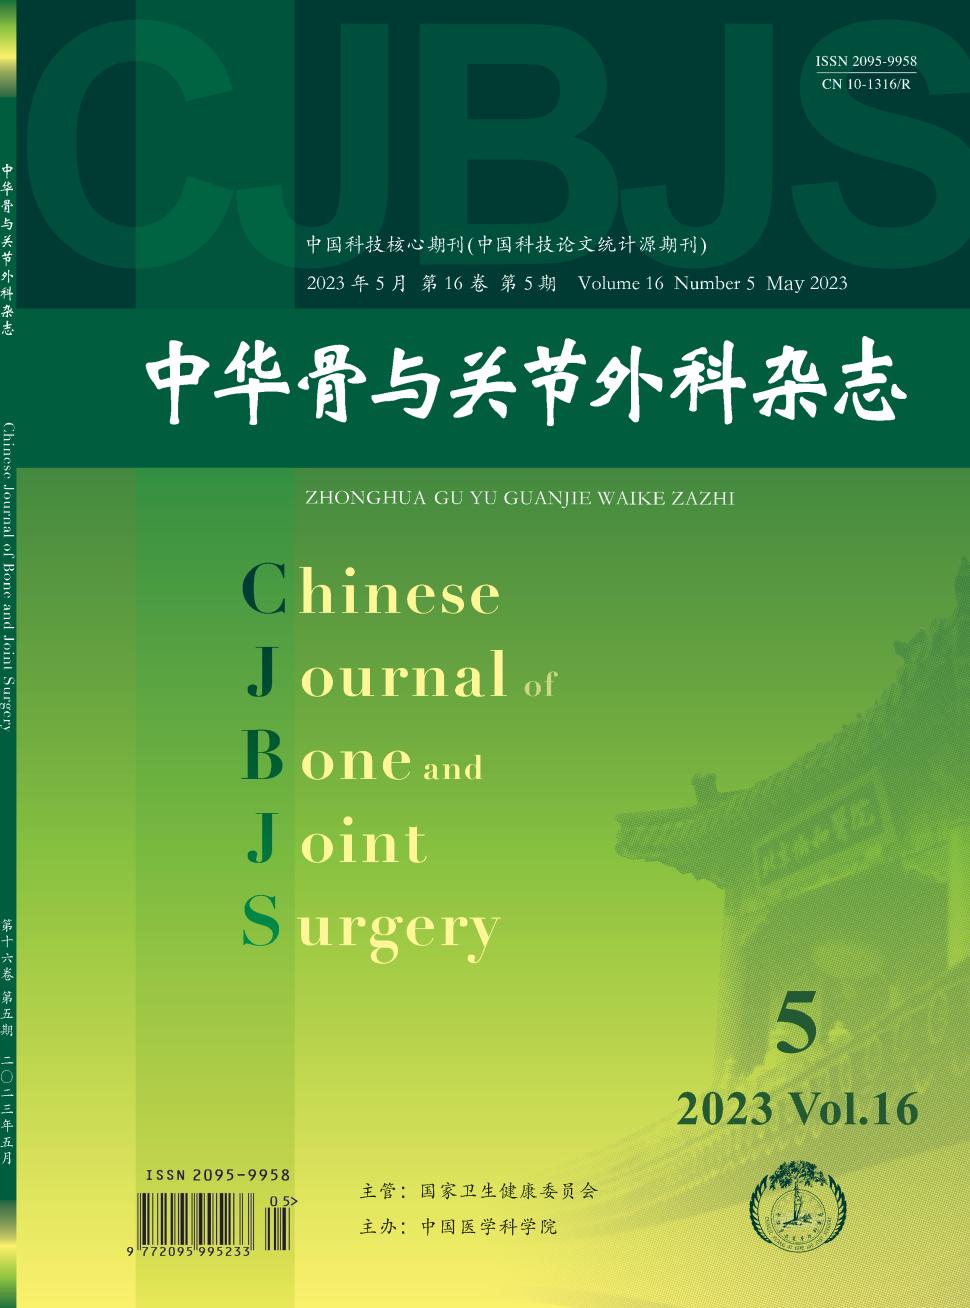 CJBJS
ISSN 2095-9958
CN 10-1316/R
中国科技核心期刊(中国科技论文统计源期刊)
2023 年 5 月 第 16 卷 第 5 期 Volume 16 Number 5 May 2023
中华骨与关节外科杂志
ZHONGHUA GU YU GUANJIE WAIKE ZAZHI
Chinese
Journal of
Bone and
Joint
Surgery
5
2023 Vol.16
ISSN 2095-9958
05>
9 772095 995233
主管：国家卫生健康委员会
主办：中国医学科学院
中华骨与关节外科杂志
Chinese Journal of Bone and Joint Surgery
第十六卷 第五期 二〇二三年五月